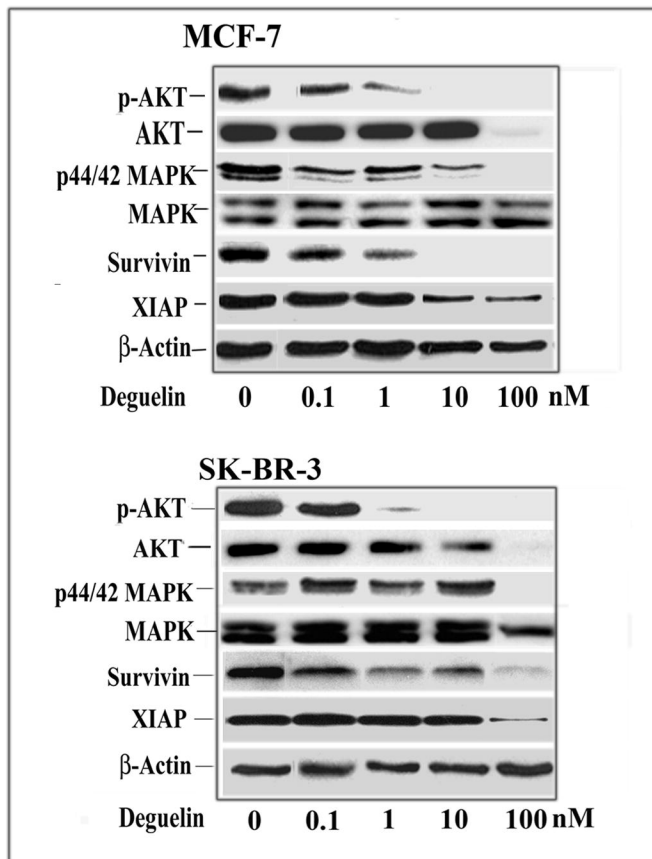 MCF-7
p-AKT
AKT
p44/42 MAPK
MAPK
Survivin
XIAP
β-Actin
Deguelin 0 0.1 1 10 100 nM
SK-BR-3
p-AKT
AKT
p44/42 MAPK
MAPK
Survivin
XIAP
β-Actin
Deguelin 0 0.1 1 10 100 nM